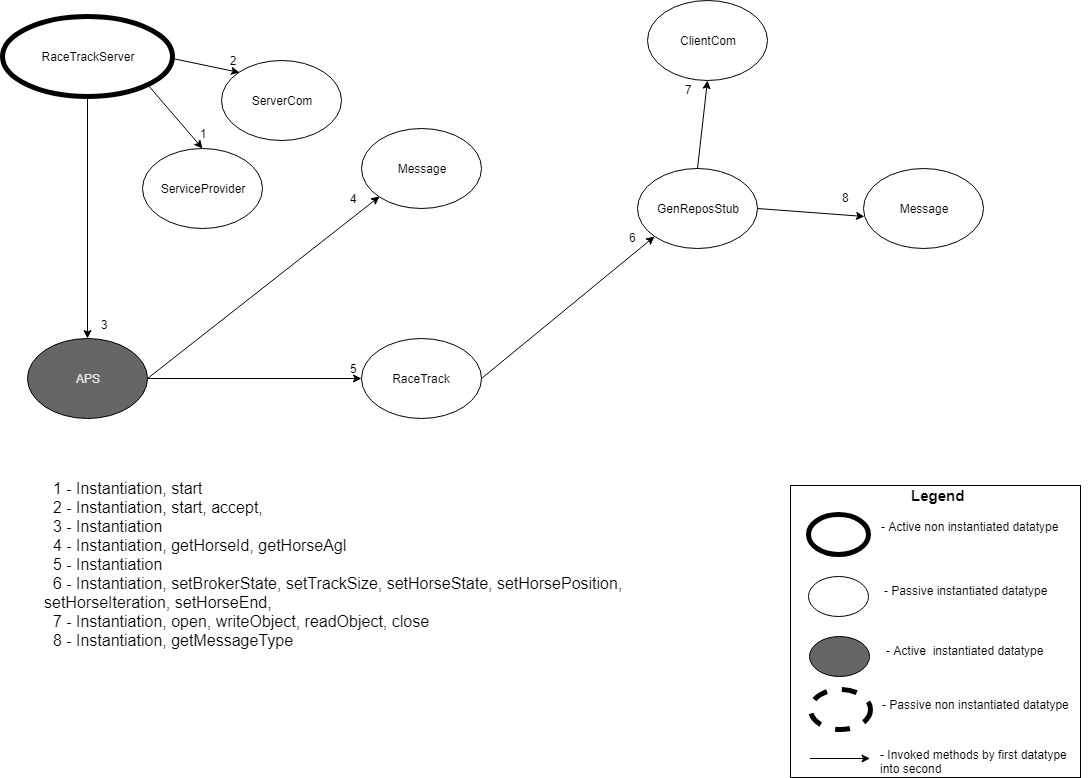 ClientCom
RaceTrackServer
2
7
ServerCom
1
Message
ServiceProvider
4
8
GenReposStub
Message
6
3
5
APS
RaceTrack
1 - Instantiation, start
2 - Instantiation, start, accept,
3 - Instantiation
4 - Instantiation, getHorseId, getHorseAgl
5 - Instantiation
6 - Instantiation, setBrokerState, setTrackSize, setHorseState, setHorsePosition,
setHorseIteration, setHorseEnd,
7 - Instantiation, open, writeObject, readObject, close
8 - Instantiation, getMessageType
Legend
- Active non instantiated datatype
- Passive instantiated datatype
- Active instantiated datatype
- Passive non instantiated datatype
- Invoked methods by first datatype
into second